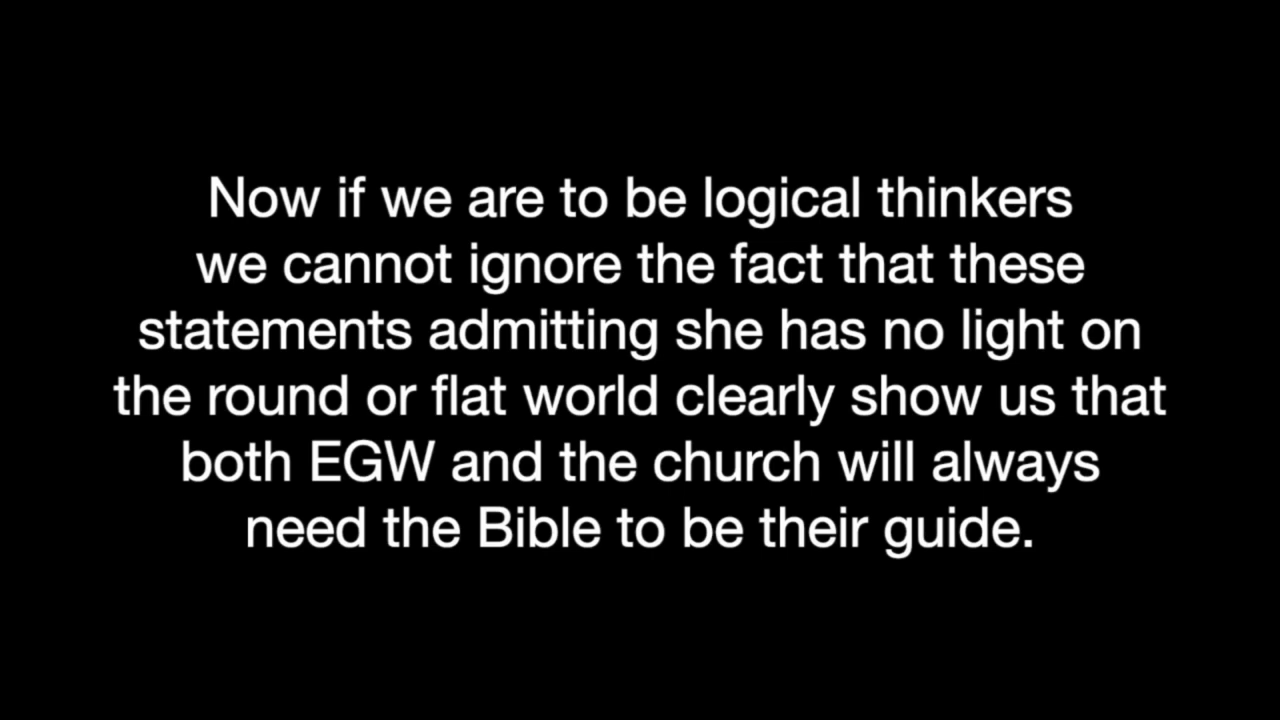 Now if we are to be logical thinkers
we cannot ignore the fact that these
statements admitting she has no light on
the round or flat world clearly show us that
both EGW and the church will always
need the Bible to be their guide.